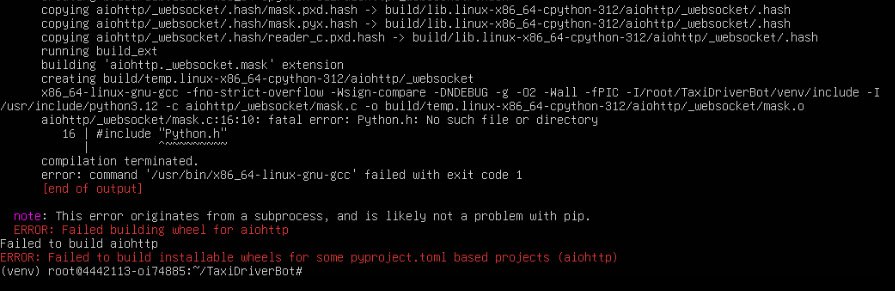 copying aiohttp/_websocket/.hash/mask.pxd.hash -> build/lib.linux-x86_64-cpython-312/aiohttp/_websocket/.hash
copying aiohttp/_websocket/.hash/mask.pyx.hash -> build/lib.linux-x86_64-cpython-312/aiohttp/_websocket/.hash
copying aiohttp/_websocket/.hash/reader_c.pxd.hash -> build/lib.linux-x86_64-cpython-312/aiohttp/_websocket/.hash
running build_ext
building 'aiohttp._websocket.mask' extension
creating build/temp.linux-x86_64-cpython-312/aiohttp/_websocket
x86_64-linux-gnu-gcc -fno-strict-overflow -Wsign-compare -DNDEBUG -g -O2 -Wall -fPIC -I/root/TaxiDriverBot/venv/include -I
/usr/include/python3.12 -c aiohttp/_websocket/mask.c -o build/temp.linux-x86_64-cpython-312/aiohttp/_websocket/mask.o
aiohttp/_websocket/mask.c:16:10: fatal error: Python.h: No such file or directory
16 | #include "Python.h"
| ^~~~~~~~~~
compilation terminated.
error: command '/usr/bin/x86_64-linux-gnu-gcc' failed with exit code 1
[end of output]
note: This error originates from a subprocess, and is likely not a problem with pip.
ERROR: Failed building wheel for aiohttp
Failed to build aiohttp
ERROR: Failed to build installable wheels for some pyproject.toml based projects (aiohttp)
(venv) root@4442113-oi74885:~/TaxiDriverBot#